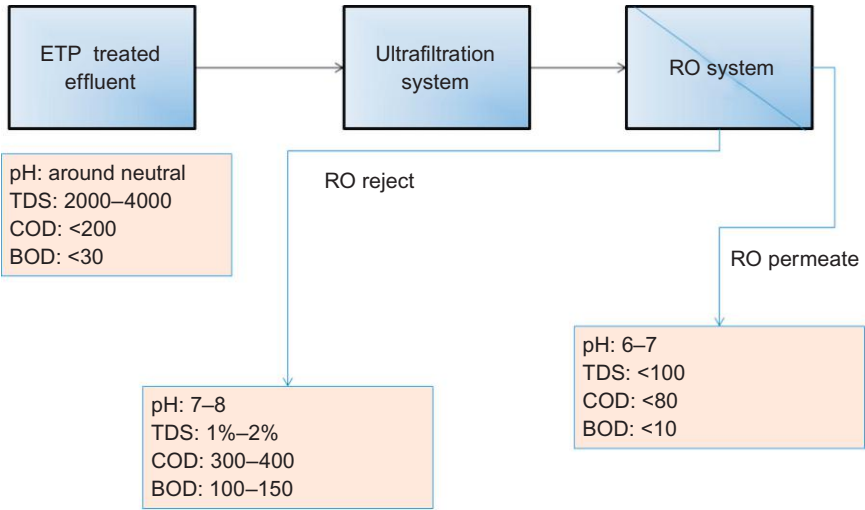 ETP treated
effluent
Ultrafiltration
system
RO system
pH: around neutral
TDS: 2000–4000
COD: <200
BOD: <30
RO reject
RO permeate
pH: 7–8
TDS: 1%–2%
COD: 300–400
BOD: 100–150
pH: 6–7
TDS: <100
COD: <80
BOD: <10